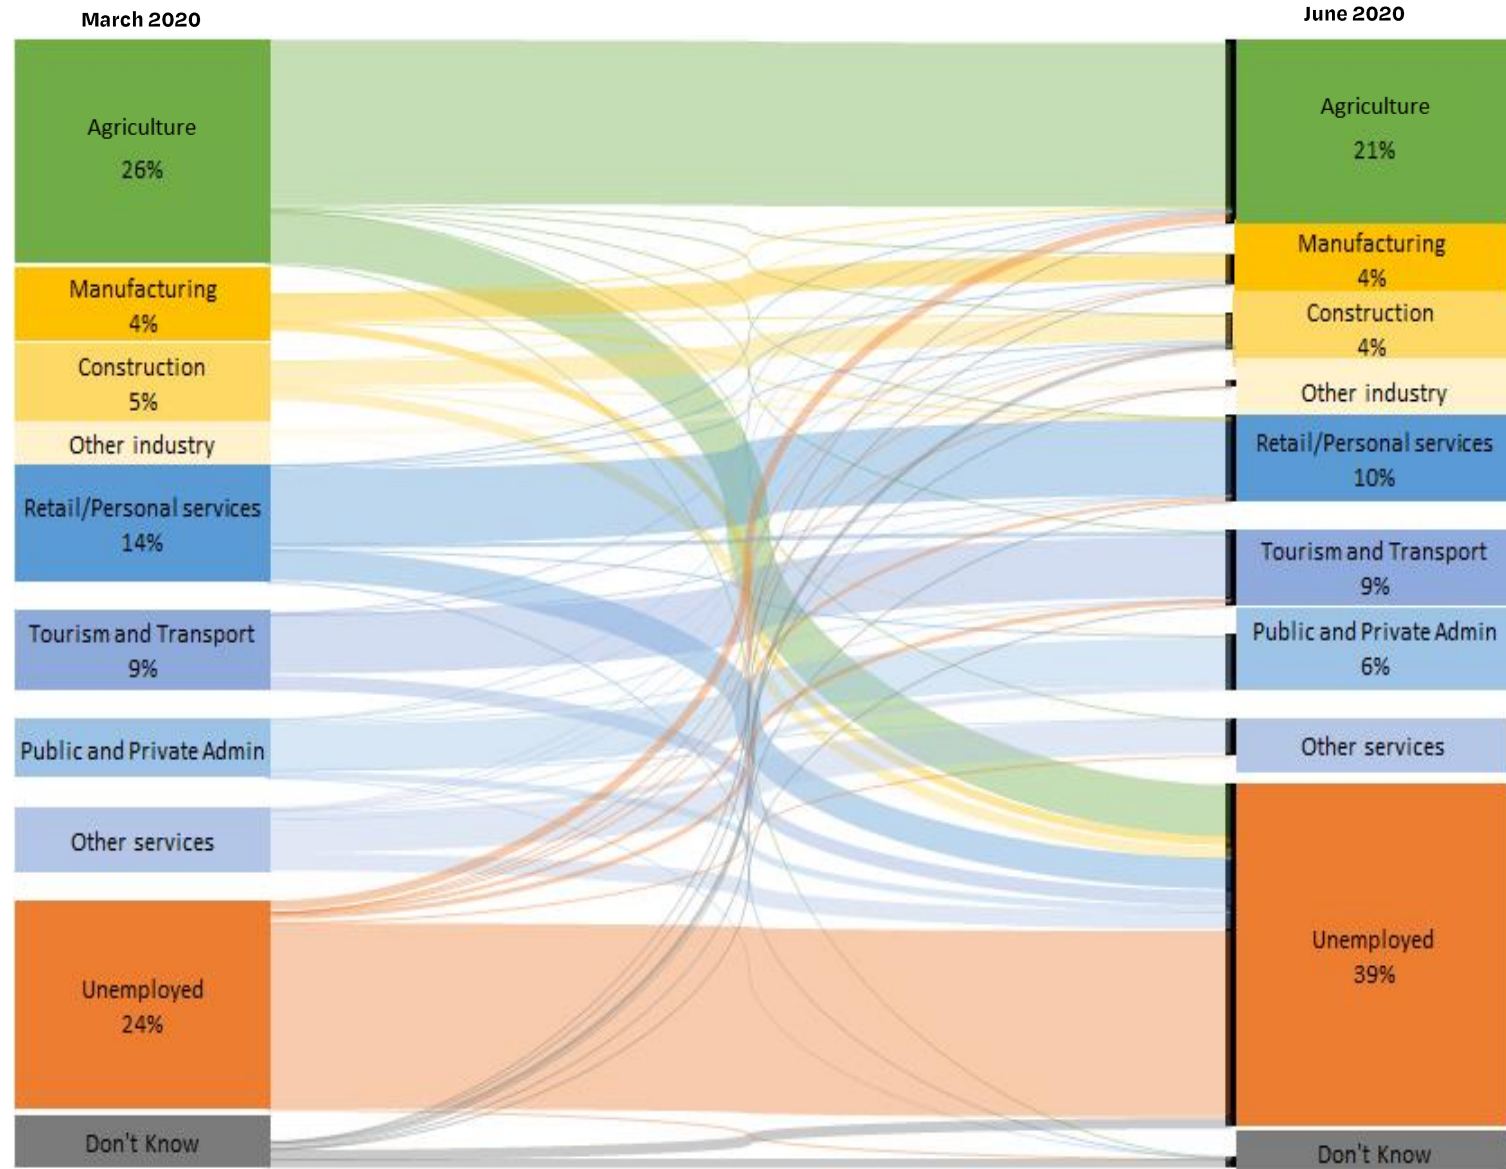 March 2020
June 2020
Agriculture
26%
Manufacturing
4%
Construction
5%
Other industry
Retail/Personal services
14%
Tourism and Transport
9%
Public and Private Admin
Other services
Unemployed
24%
Don't Know
Agriculture
21%
Manufacturing
4%
Construction
4%
Other industry
Retail/Personal services
10%
Tourism and Transport
9%
Public and Private Admin
6%
Other services
Unemployed
39%
Don't Know